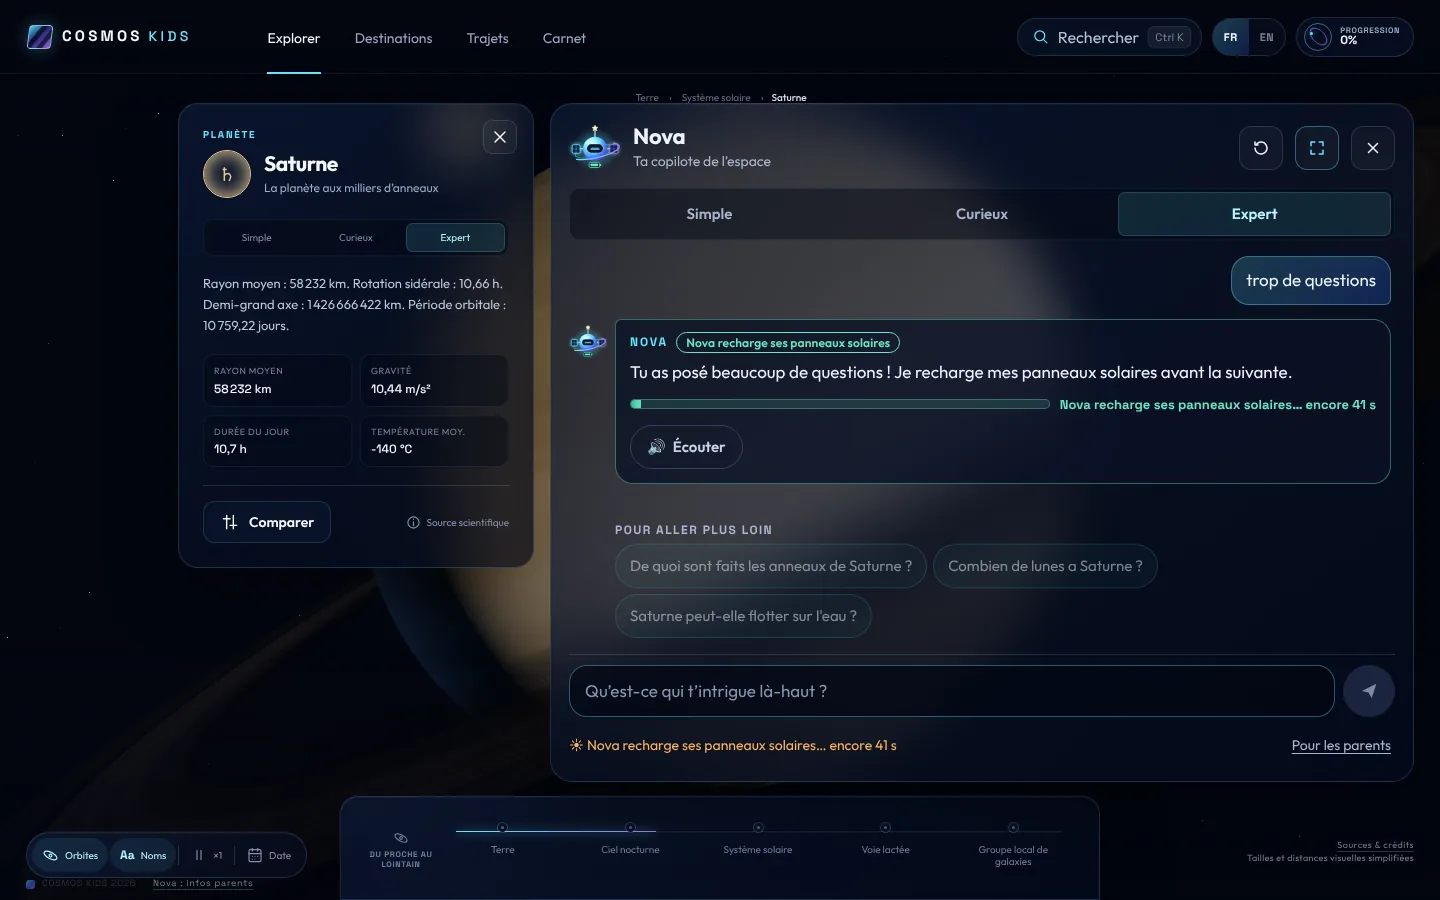 COSMOS KIDS
Explorer
Destinations
Trajets
Carnet
Rechercher Ctrl K
FR EN
PROGRESSION
0%
Terre › Système solaire › Saturne
PLANÈTE
♄
Saturne
La planète aux milliers d'anneaux
Simple Curieux Expert
Rayon moyen : 58 232 km. Rotation sidérale : 10,66 h.
Demi-grand axe : 1 426 666 422 km. Période orbitale :
10 759,22 jours.
RAYON MOYEN
58 232 km
GRAVITÉ
10,44 m/s²
DURÉE DU JOUR
10,7 h
TEMPÉRATURE MOY.
-140 °C
Comparer
Source scientifique
Nova
Ta copilote de l'espace
Simple Curieux Expert
trop de questions
NOVA Nova recharge ses panneaux solaires
Tu as posé beaucoup de questions ! Je recharge mes panneaux solaires avant la suivante.
Nova recharge ses panneaux solaires… encore 41 s
Écouter
POUR ALLER PLUS LOIN
De quoi sont faits les anneaux de Saturne ?
Combien de lunes a Saturne ?
Saturne peut-elle flotter sur l'eau ?
Qu'est-ce qui t'intrigue là-haut ?
Nova recharge ses panneaux solaires… encore 41 s
Pour les parents
Orbites
Aa Noms
×1
Date
COSMOS KIDS 2026
Nova : Infos parents
DU PROCHE AU
LOINTAIN
Terre
Ciel nocturne
Système solaire
Voie lactée
Groupe local de
galaxies
Sources & crédits
Tailles et distances visuelles simplifiées